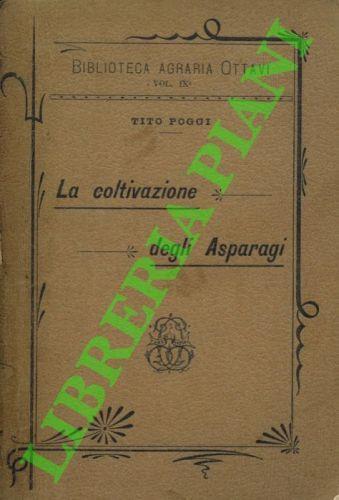 BIBLIOTECA AGRARIA OTTAVI
VOL. IX
TITO POGGI
La coltivazione
degli Asparagi
LIBRERIA PIANI